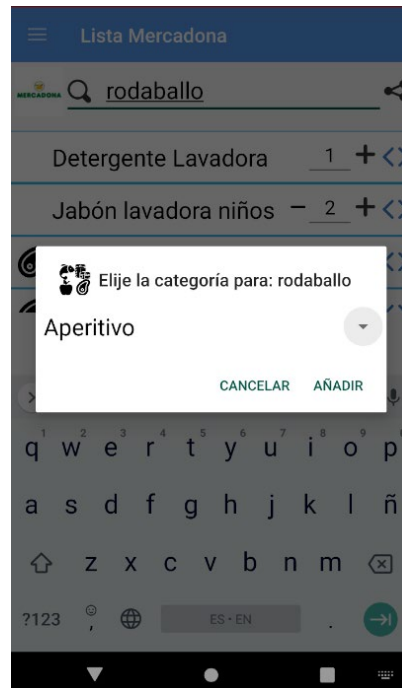 Lista Mercadona
MERCADONA rodaballo
Detergente Lavadora 1 +
Jabón lavadora niños − 2 +
Elije la categoría para: rodaballo
Aperitivo
CANCELAR AÑADIR
1 2 3 4 5 6 7 8 9 0
q w e r t y u i o p
a s d f g h j k l ñ
z x c v b n m
?123 , ES • EN .